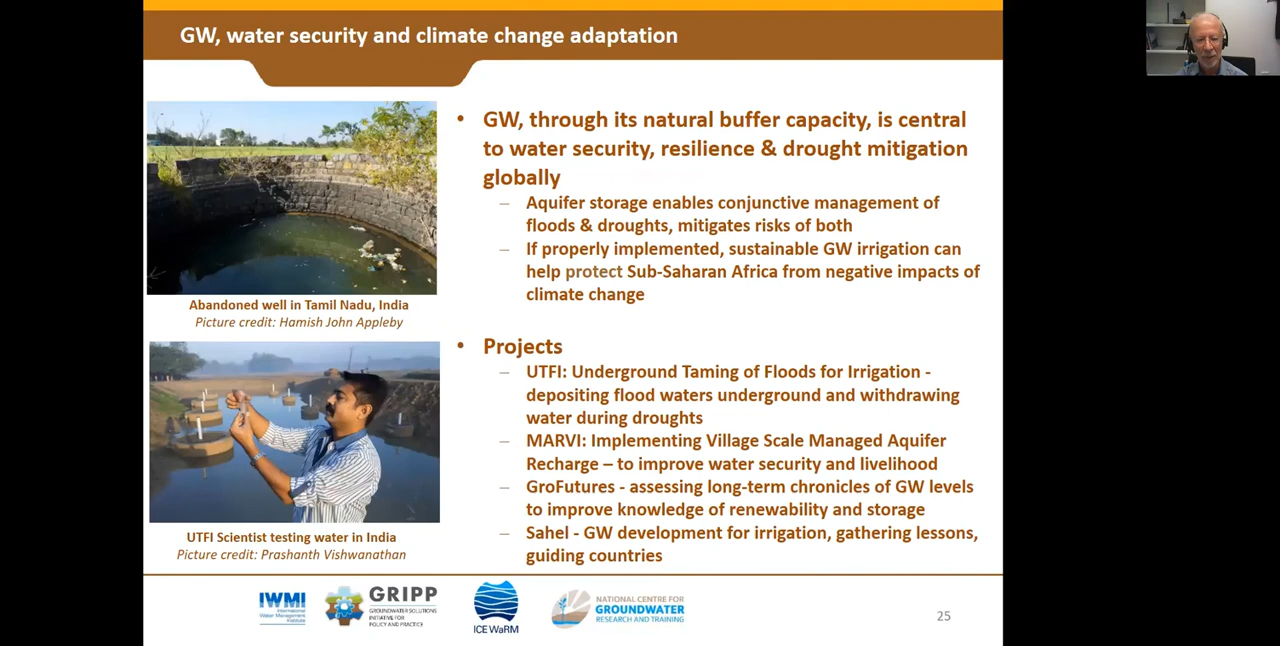 GW, water security and climate change adaptation
Abandoned well in Tamil Nadu, India
Picture credit: Hamish John Appleby
UTFI Scientist testing water in India
Picture credit: Prashanth Vishwanathan
• GW, through its natural buffer capacity, is central
to water security, resilience & drought mitigation
globally
– Aquifer storage enables conjunctive management of
floods & droughts, mitigates risks of both
– If properly implemented, sustainable GW irrigation can
help protect Sub-Saharan Africa from negative impacts of
climate change
• Projects
– UTFI: Underground Taming of Floods for Irrigation -
depositing flood waters underground and withdrawing
water during droughts
– MARVI: Implementing Village Scale Managed Aquifer
Recharge – to improve water security and livelihood
– GroFutures - assessing long-term chronicles of GW levels
to improve knowledge of renewability and storage
– Sahel - GW development for irrigation, gathering lessons,
guiding countries
IWMI
International
Water Management
Institute
GRIPP
GROUNDWATER SOLUTIONS
INITIATIVE FOR
POLICY AND PRACTICE
ICE WaRM
NATIONAL CENTRE FOR
GROUNDWATER
RESEARCH AND TRAINING
25